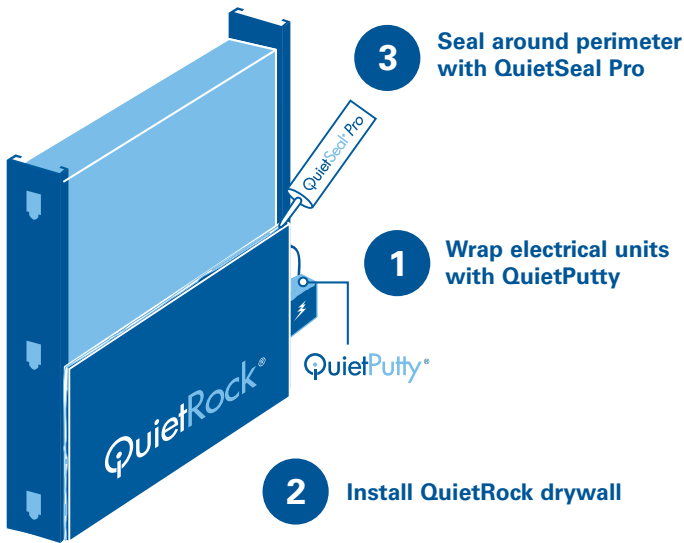 3
Seal around perimeter
with QuietSeal Pro
QuietSeal® Pro
1
Wrap electrical units
with QuietPutty
QuietPutty®
QuietRock®
2
Install QuietRock drywall